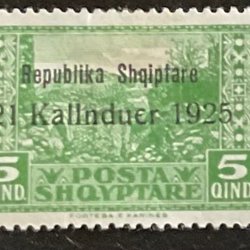 Republika Shqiptare
21 Kallnduer 1925
5 POSTA 5
QIND. SHQYPTARE QIND.